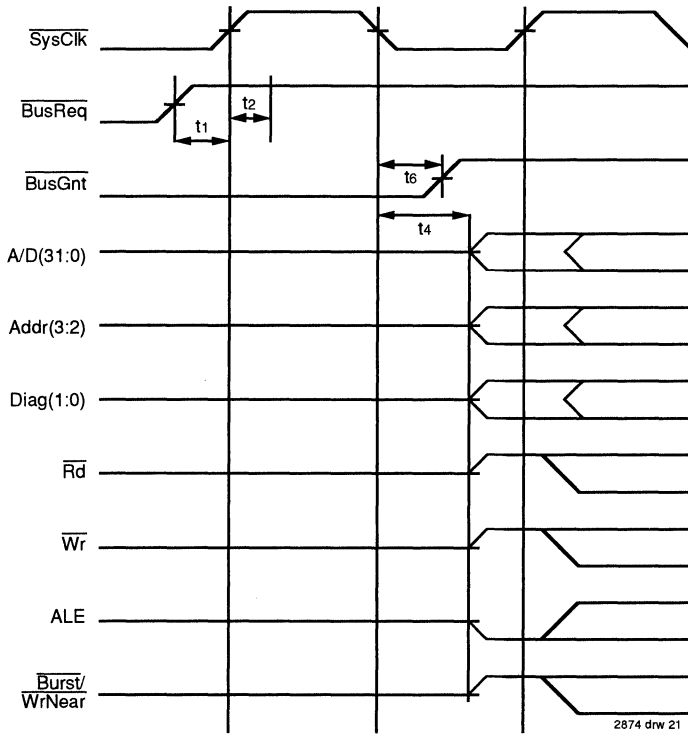 SysClk
BusReq
t2
t1
BusGnt
t6
t4
A/D(31:0)
Addr(3:2)
Diag(1:0)
Rd
Wr
ALE
Burst/
WrNear
2874 drw 21